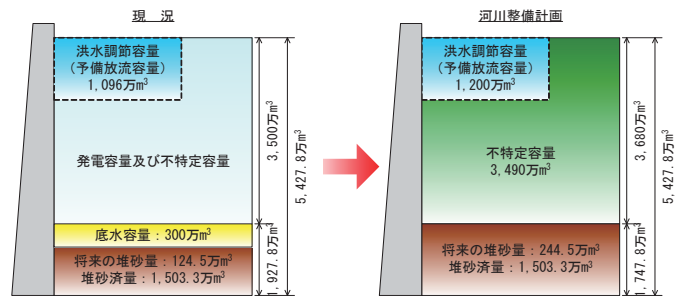 現 況
洪水調節容量
(予備放流容量)
1,096万m³
発電容量及び不特定容量
底水容量：300万m³
将来の堆砂量：124.5万m³
堆砂済量：1,503.3万m³
3,500万m³
1,927.8万m³
5,427.8万m³
河川整備計画
洪水調節容量
(予備放流容量)
1,200万m³
不特定容量
3,490万m³
将来の堆砂量：244.5万m³
堆砂済量：1,503.3万m³
3,680万m³
1,747.8万m³
5,427.8万m³